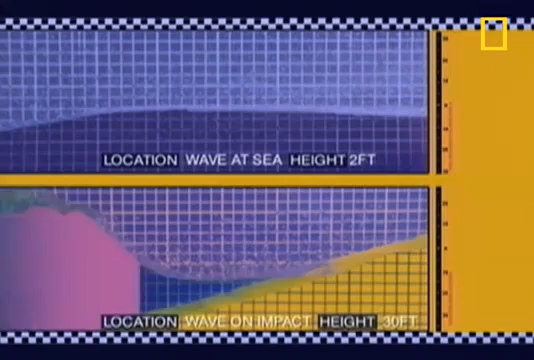 LOCATION WAVE AT SEA HEIGHT 2FT
LOCATION WAVE ON IMPACT HEIGHT 30FT